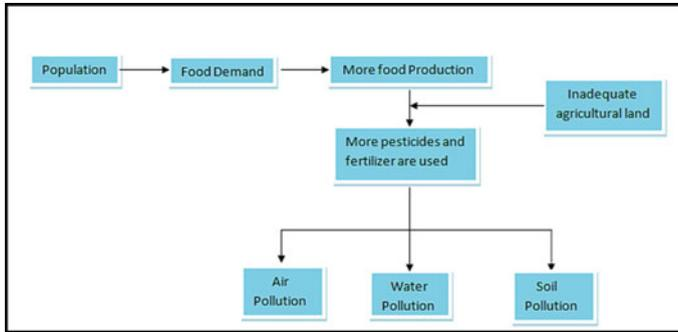 Population
Food Demand
More food Production
Inadequate
agricultural land
More pesticides and
fertilizer are used
Air
Pollution
Water
Pollution
Soil
Pollution